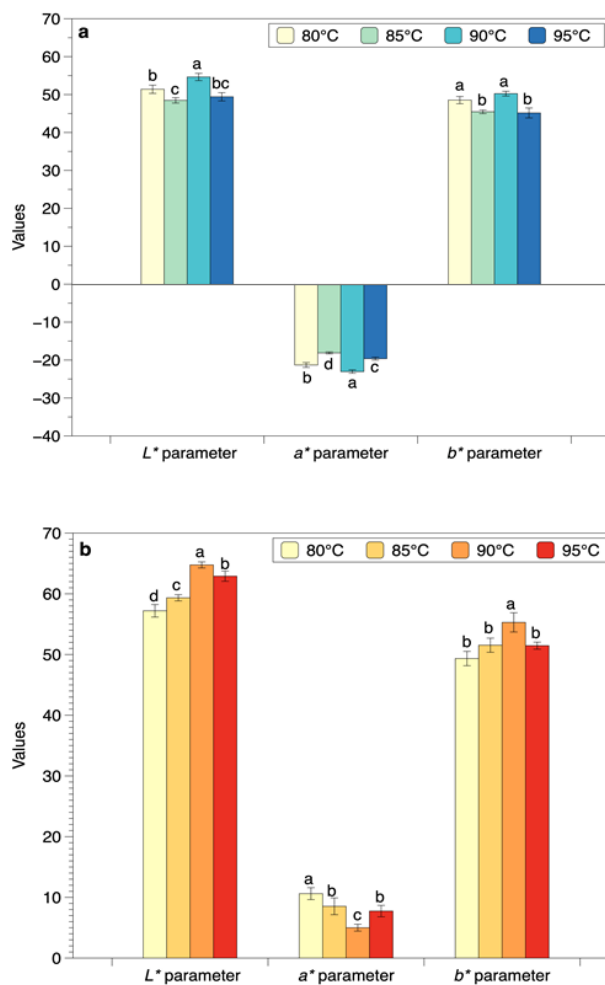 a
80°C 85°C 90°C 95°C
70
60
50
40
30
20
10
0
−10
−20
−30
−40
Values
b c a bc
b d a c
a b a b
L* parameter a* parameter b* parameter
b
80°C 85°C 90°C 95°C
70
60
50
40
30
20
10
0
Values
d c a b
a b c b
b b a b
L* parameter a* parameter b* parameter